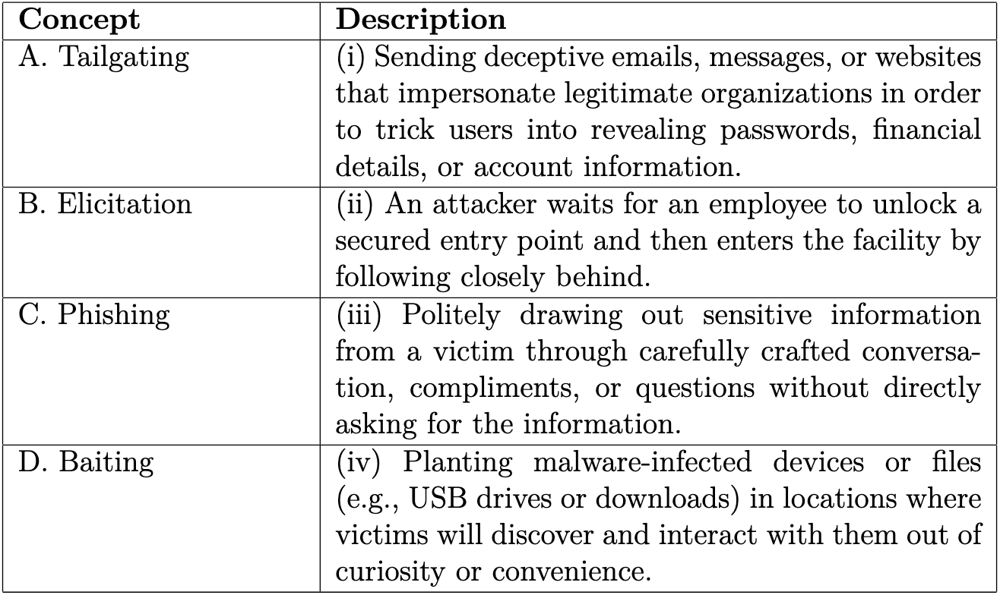 Concept Description
A. Tailgating (i) Sending deceptive emails, messages, or websites
that impersonate legitimate organizations in order
to trick users into revealing passwords, financial
details, or account information.
B. Elicitation (ii) An attacker waits for an employee to unlock a
secured entry point and then enters the facility by
following closely behind.
C. Phishing (iii) Politely drawing out sensitive information
from a victim through carefully crafted conversa-
tion, compliments, or questions without directly
asking for the information.
D. Baiting (iv) Planting malware-infected devices or files
(e.g., USB drives or downloads) in locations where
victims will discover and interact with them out of
curiosity or convenience.